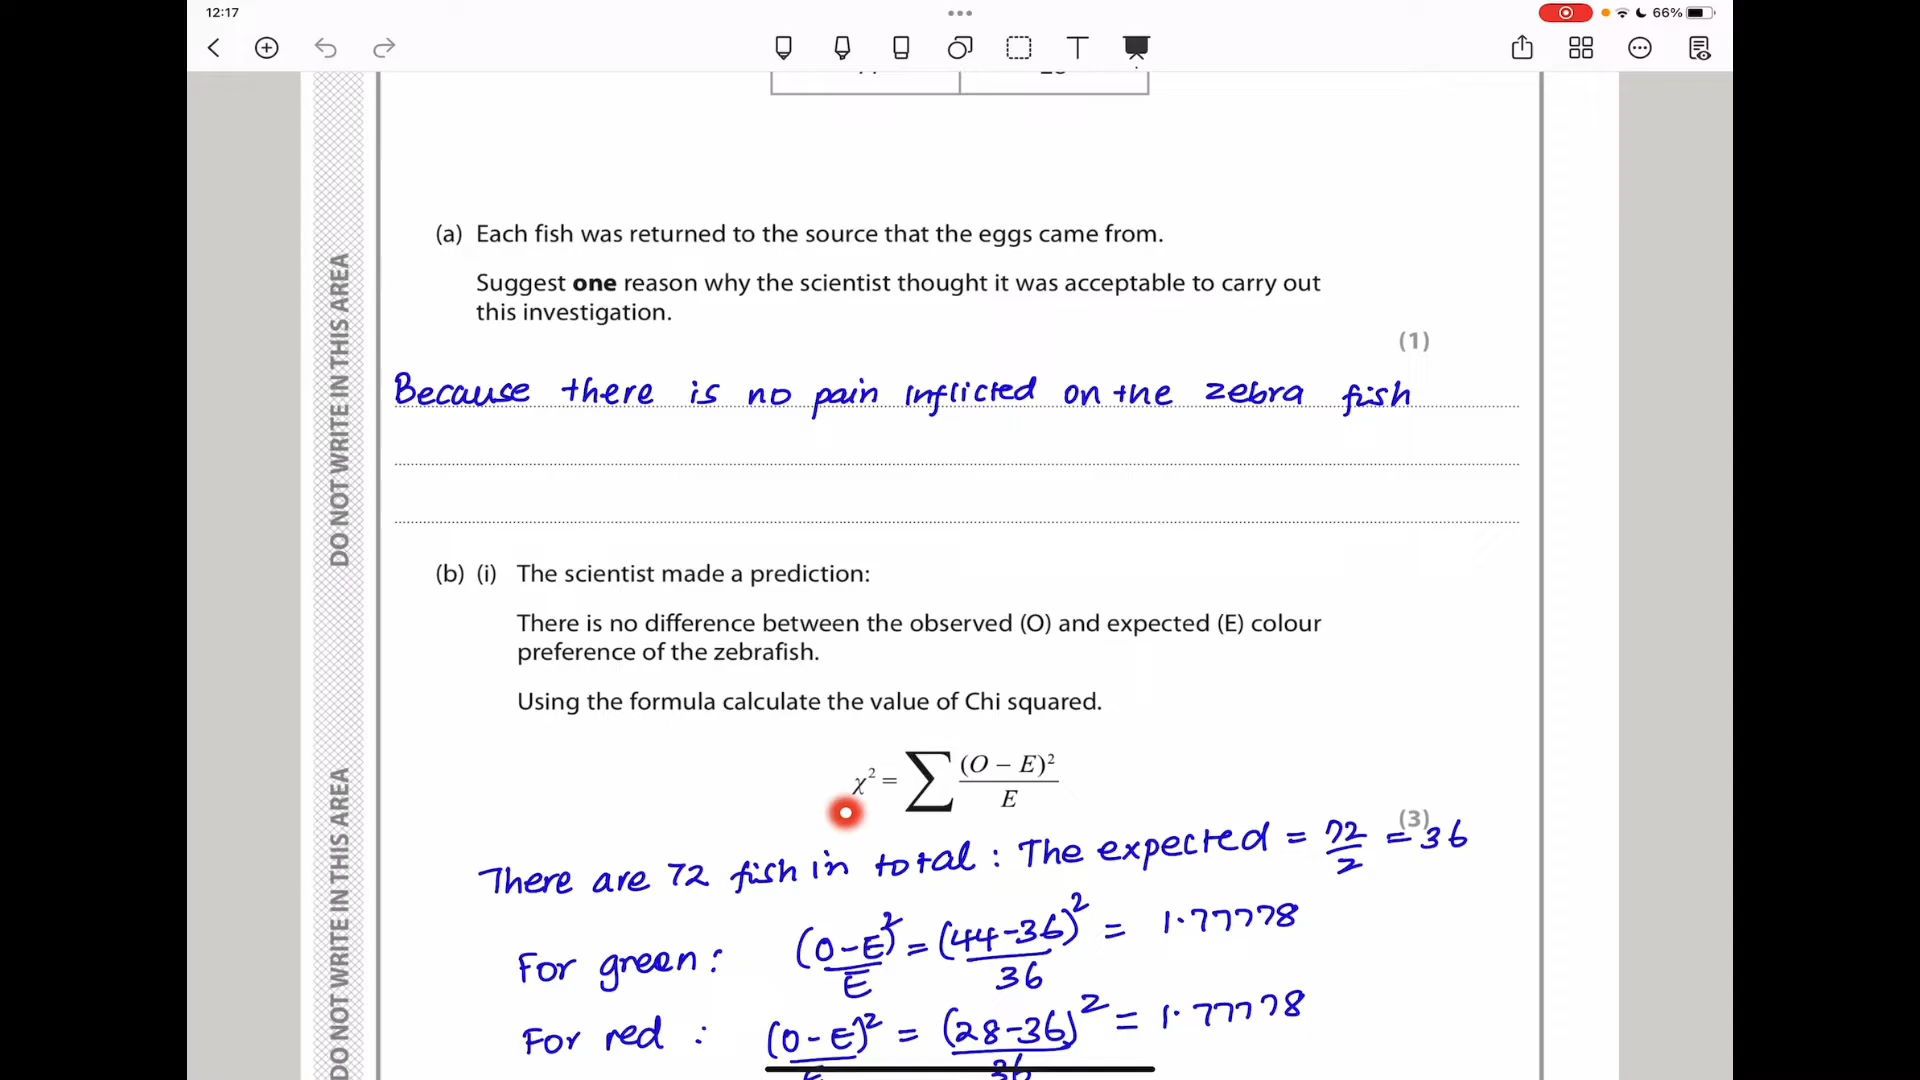 12:17
66%
(a) Each fish was returned to the source that the eggs came from.
Suggest one reason why the scientist thought it was acceptable to carry out
this investigation.
(1)
Because there is no pain inflicted on the zebra fish
(b) (i) The scientist made a prediction:
There is no difference between the observed (O) and expected (E) colour
preference of the zebrafish.
Using the formula calculate the value of Chi squared.
χ² = ∑ (O – E)² / E
(3)
There are 72 fish in total : The expected = 72/2 = 36
For green : (O-E)²/E = (44-36)²/36 = 1.77778
For red : (O-E)²/E = (28-36)²/36 = 1.77778
DO NOT WRITE IN THIS AREA
DO NOT WRITE IN THIS AREA